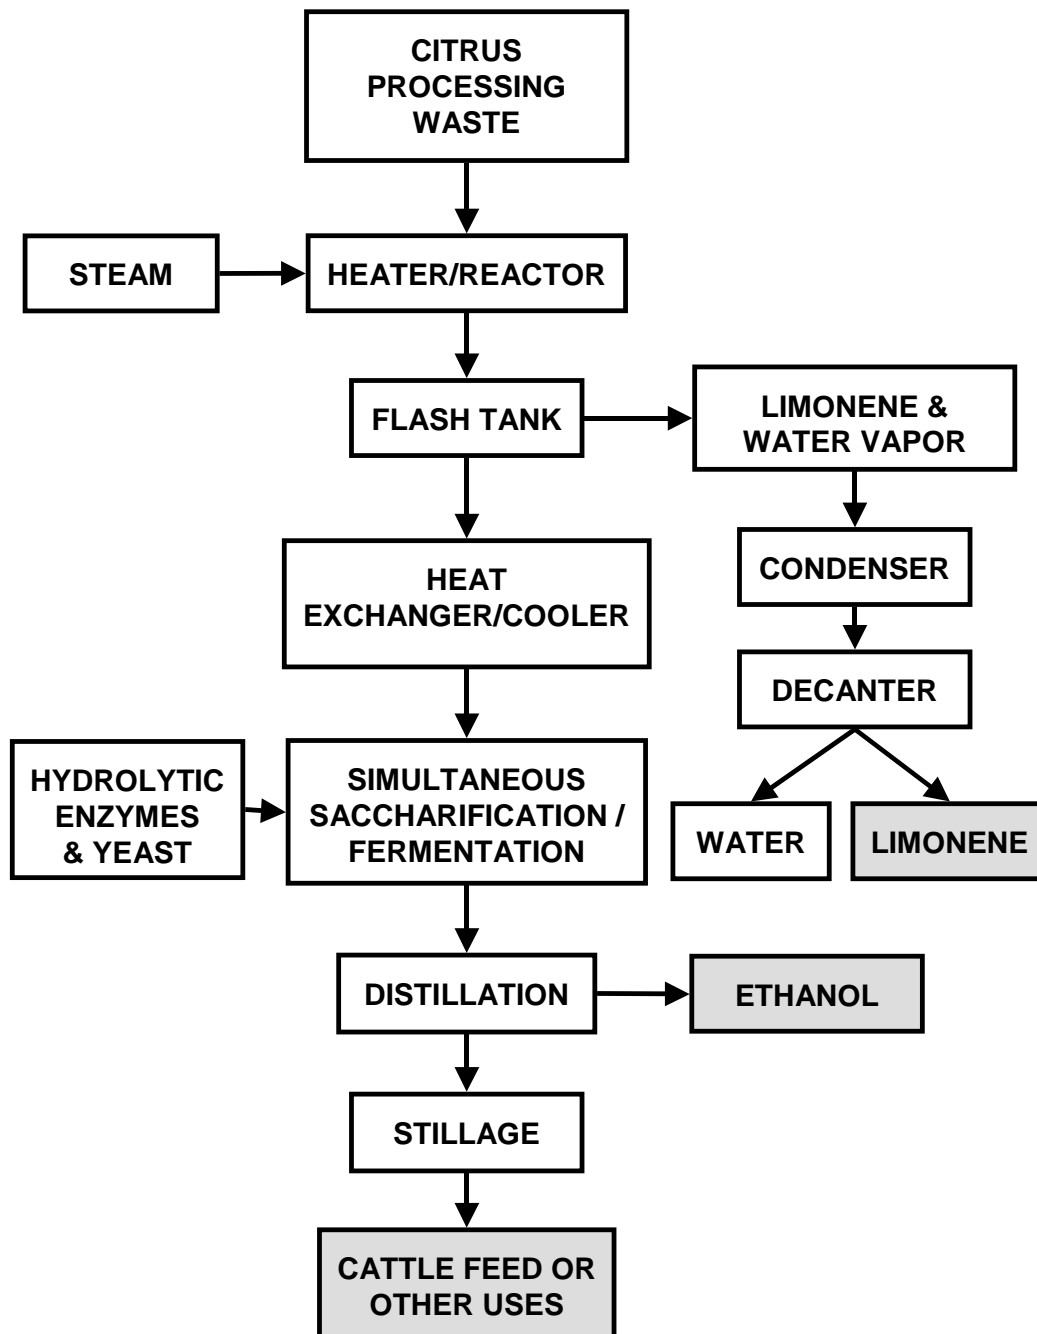 CITRUS
PROCESSING
WASTE
STEAM
HEATER/REACTOR
FLASH TANK
LIMONENE &
WATER VAPOR
HEAT
EXCHANGER/COOLER
CONDENSER
DECANTER
HYDROLYTIC
ENZYMES
& YEAST
SIMULTANEOUS
SACCHARIFICATION /
FERMENTATION
WATER
LIMONENE
DISTILLATION
ETHANOL
STILLAGE
CATTLE FEED OR
OTHER USES